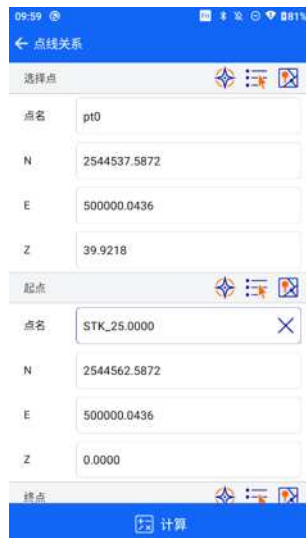 09:59 81%
点线关系
选择点
点名 pt0
N 2544537.5872
E 500000.0436
Z 39.9218
起点
点名 STK_25.0000
N 2544562.5872
E 500000.0436
Z 0.0000
终点
计算